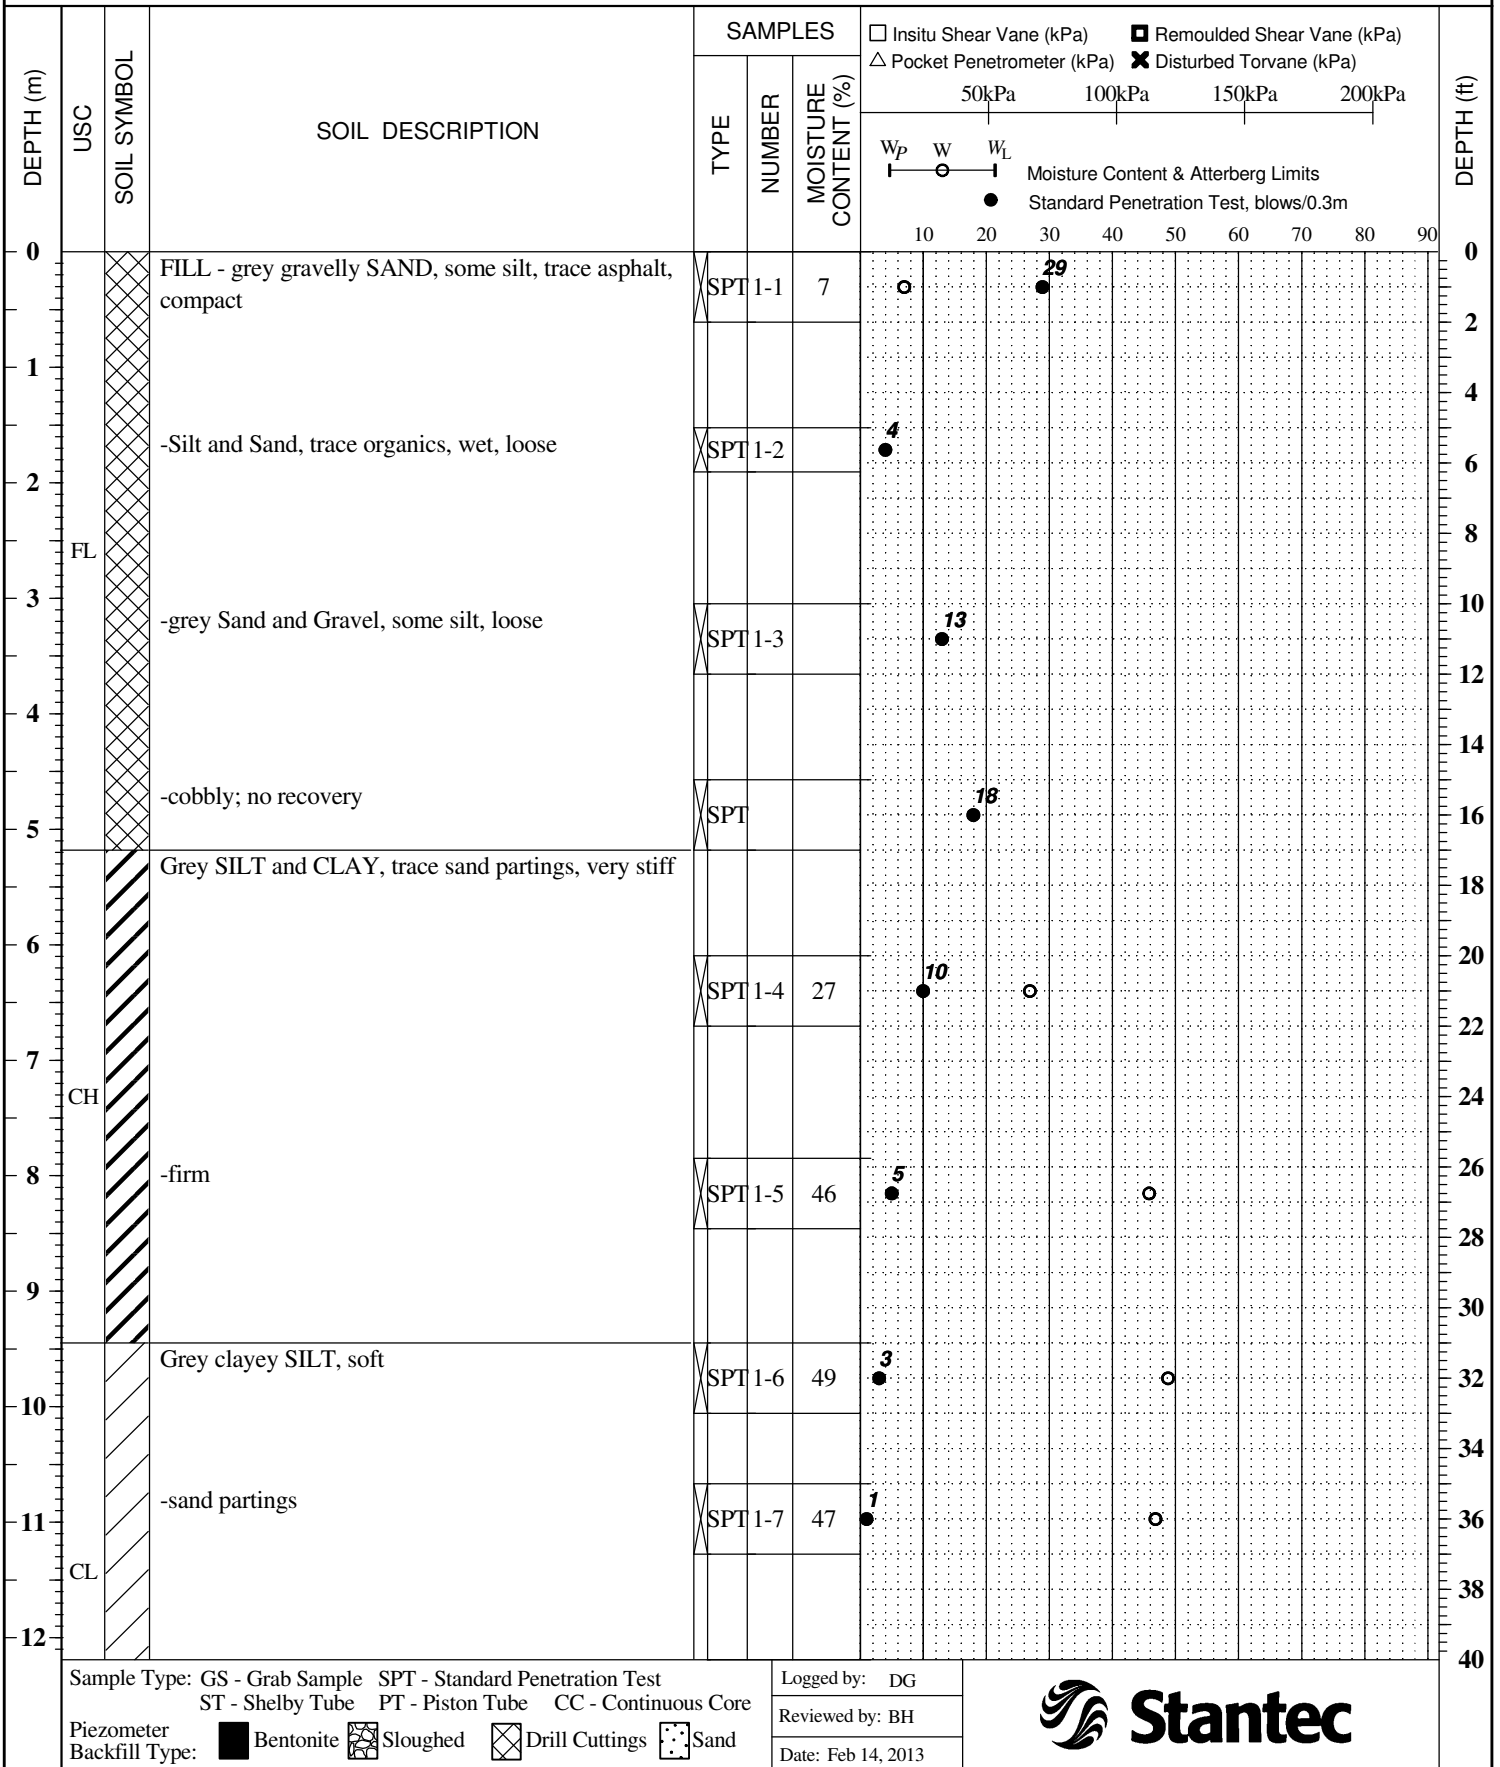 SAMPLES
DEPTH (m)
USC
SOIL SYMBOL
SOIL DESCRIPTION
TYPE
NUMBER
MOISTURE CONTENT (%)
Insitu Shear Vane (kPa) Remoulded Shear Vane (kPa)
Pocket Penetrometer (kPa) Disturbed Torvane (kPa)
50kPa 100kPa 150kPa 200kPa
WP W WL
Moisture Content & Atterberg Limits
Standard Penetration Test, blows/0.3m
10 20 30 40 50 60 70 80 90
DEPTH (ft)
0 0
FILL - grey gravelly SAND, some silt, trace asphalt,
compact
SPT 1-1 7 29
2
1
4
-Silt and Sand, trace organics, wet, loose
SPT 1-2 4
6
2
8
FL
3
10
-grey Sand and Gravel, some silt, loose
SPT 1-3 13
12
4
14
-cobbly; no recovery
SPT 18
16
5
Grey SILT and CLAY, trace sand partings, very stiff
18
6
20
SPT 1-4 27 10
22
7
24
CH
8
26
-firm
SPT 1-5 46 5
28
9
30
Grey clayey SILT, soft
SPT 1-6 49 3
32
10
34
-sand partings
SPT 1-7 47 1
11
36
CL
38
12
40
Sample Type: GS - Grab Sample SPT - Standard Penetration Test
ST - Shelby Tube PT - Piston Tube CC - Continuous Core
Piezometer
Backfill Type: Bentonite Sloughed Drill Cuttings Sand
Logged by: DG
Reviewed by: BH
Date: Feb 14, 2013
Stantec